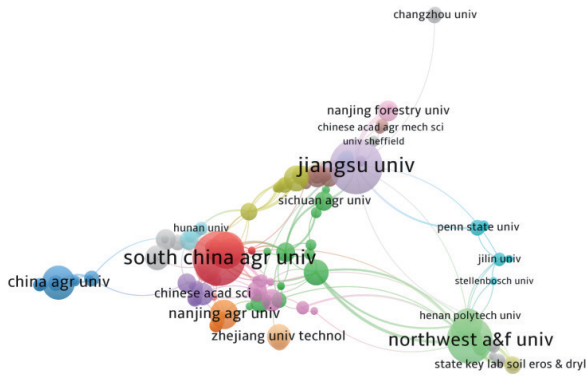 changzhou univ
nanjing forestry univ
chinese acad agr mech sci
univ sheffield
jiangsu univ
sichuan agr univ
hunan univ
penn state univ
south china agr univ
jilin univ
china agr univ
stellenbosch univ
chinese acad sci
nanjing agr univ
henan polytech univ
zhejiang univ technol
northwest a&f univ
state key lab soil eros & dryl